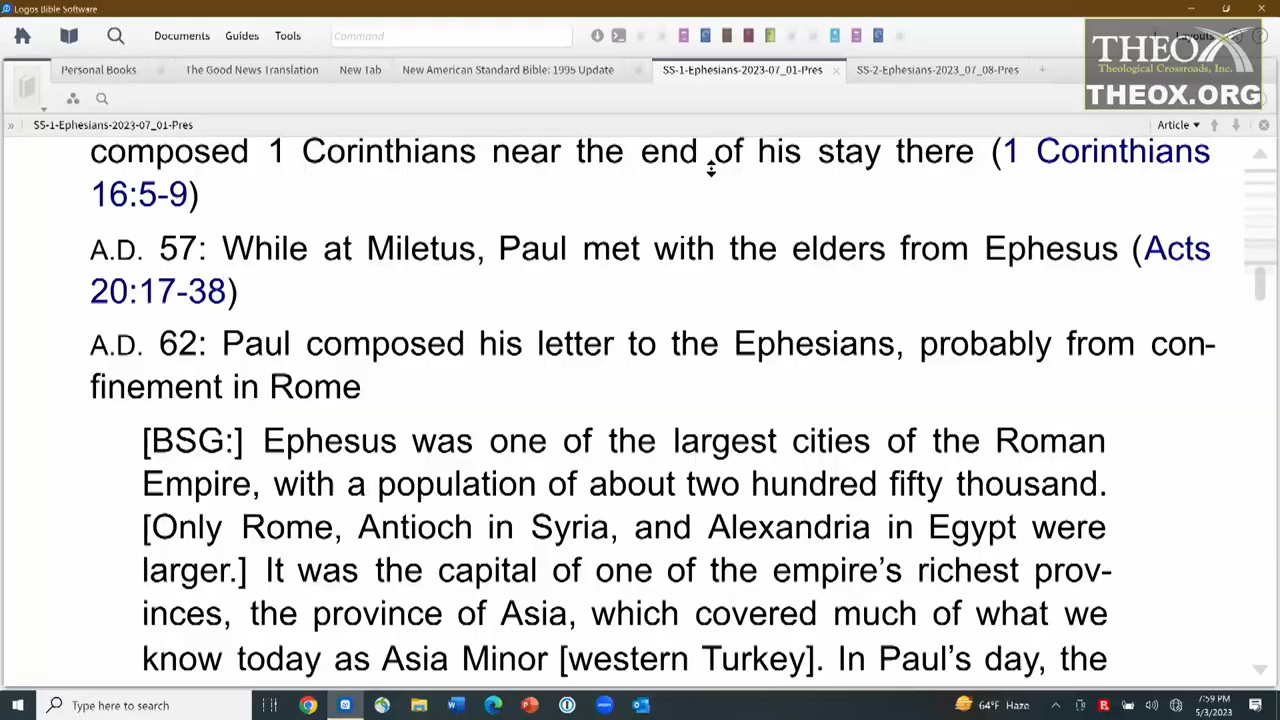 Logos Bible Software
Documents Guides Tools Command
THEOX
Theological Crossroads, Inc.
THEOX.ORG
Personal Books The Good News Translation New Tab New American Standard Bible: 1995 Update SS-1-Ephesians-2023-07_01-Pres SS-2-Ephesians-2023_07_08-Pres
SS-1-Ephesians-2023-07_01-Pres Article
composed 1 Corinthians near the end of his stay there (1 Corinthians
16:5-9)
A.D. 57: While at Miletus, Paul met with the elders from Ephesus (Acts
20:17-38)
A.D. 62: Paul composed his letter to the Ephesians, probably from con-
finement in Rome
[BSG:] Ephesus was one of the largest cities of the Roman
Empire, with a population of about two hundred fifty thousand.
[Only Rome, Antioch in Syria, and Alexandria in Egypt were
larger.] It was the capital of one of the empire's richest prov-
inces, the province of Asia, which covered much of what we
know today as Asia Minor [western Turkey]. In Paul's day, the
Type here to search
64°F Haze
7:59 PM
5/3/2023